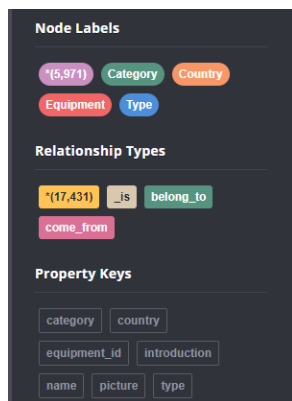 Node Labels
*(5,971) Category Country
Equipment Type
Relationship Types
*(17,431) _is belong_to
come_from
Property Keys
category country
equipment_id introduction
name picture type